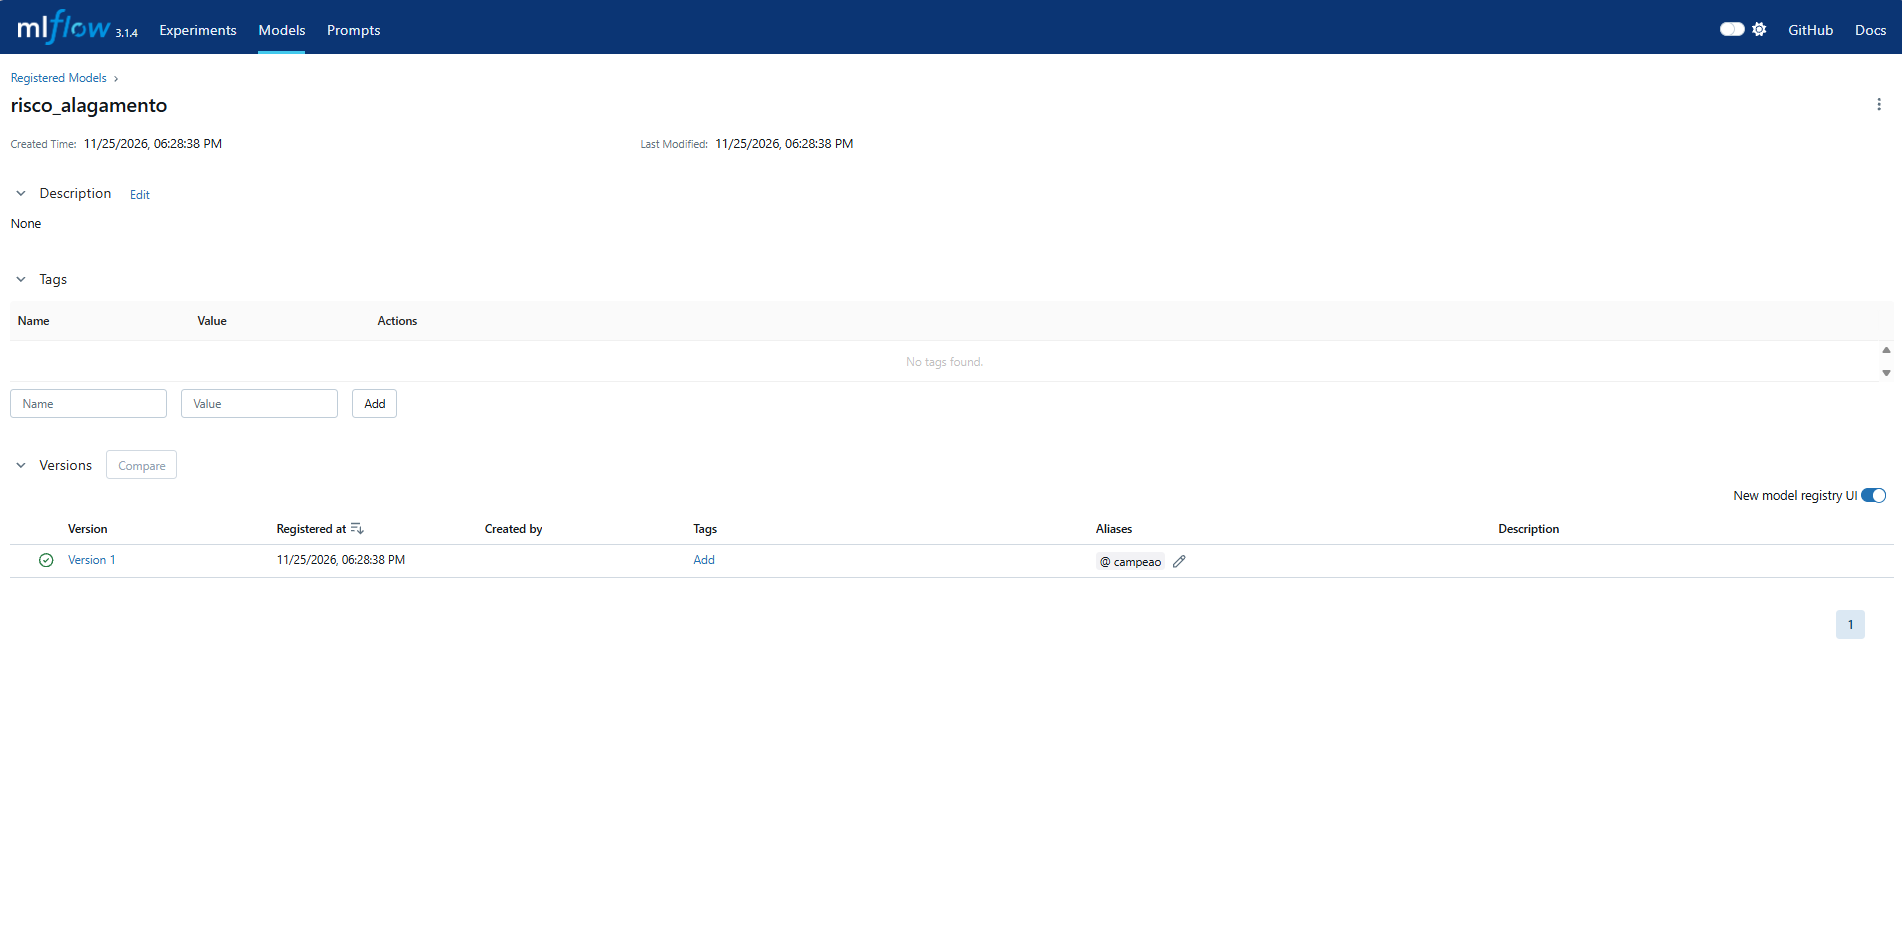 mlflow 3.1.4 Experiments Models Prompts GitHub Docs
Registered Models
risco_alagamento
Created Time: 11/25/2026, 06:28:38 PM Last Modified: 11/25/2026, 06:28:38 PM
Description Edit
None
Tags
Name Value Actions
No tags found.
Name Value Add
Versions Compare
New model registry UI
Version Registered at Created by Tags Aliases Description
Version 1 11/25/2026, 06:28:38 PM Add @ campeao
1